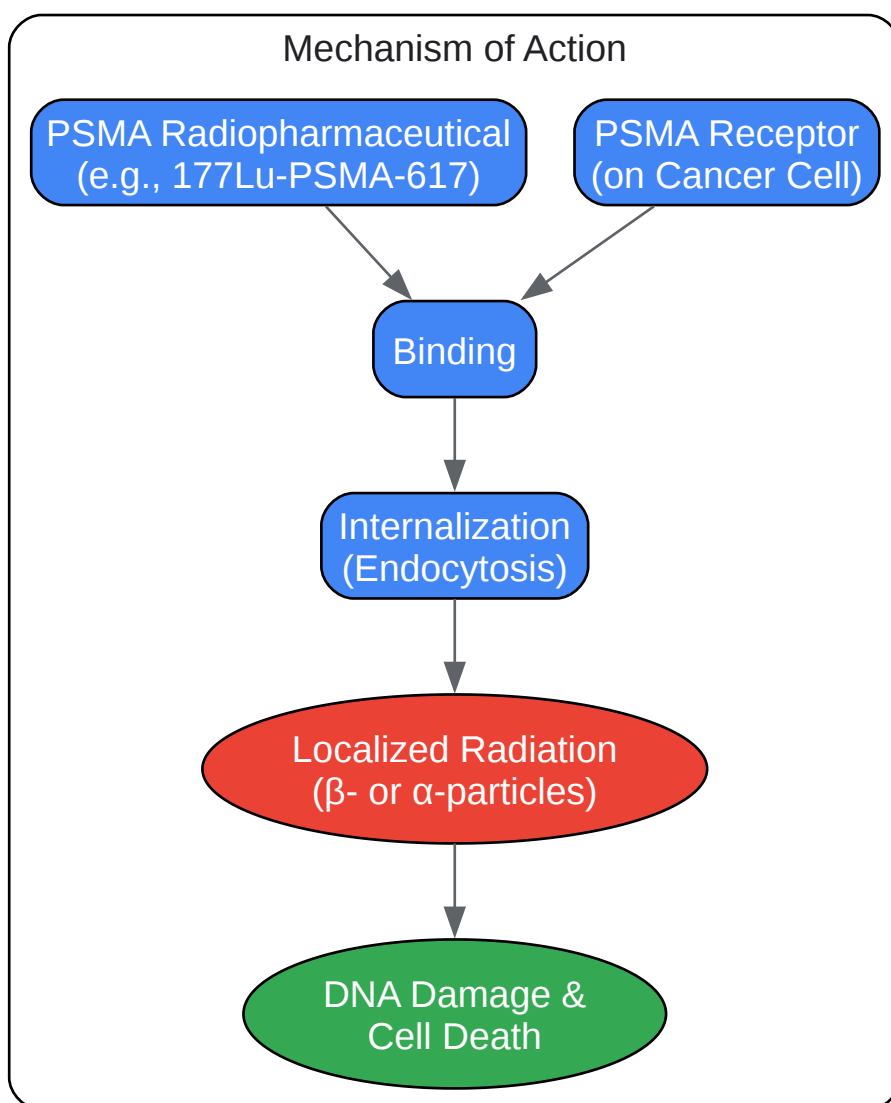 Mechanism of Action
PSMA Radiopharmaceutical
(e.g., 177Lu-PSMA-617)
PSMA Receptor
(on Cancer Cell)
Binding
Internalization
(Endocytosis)
Localized Radiation
(β- or α-particles)
DNA Damage &
Cell Death